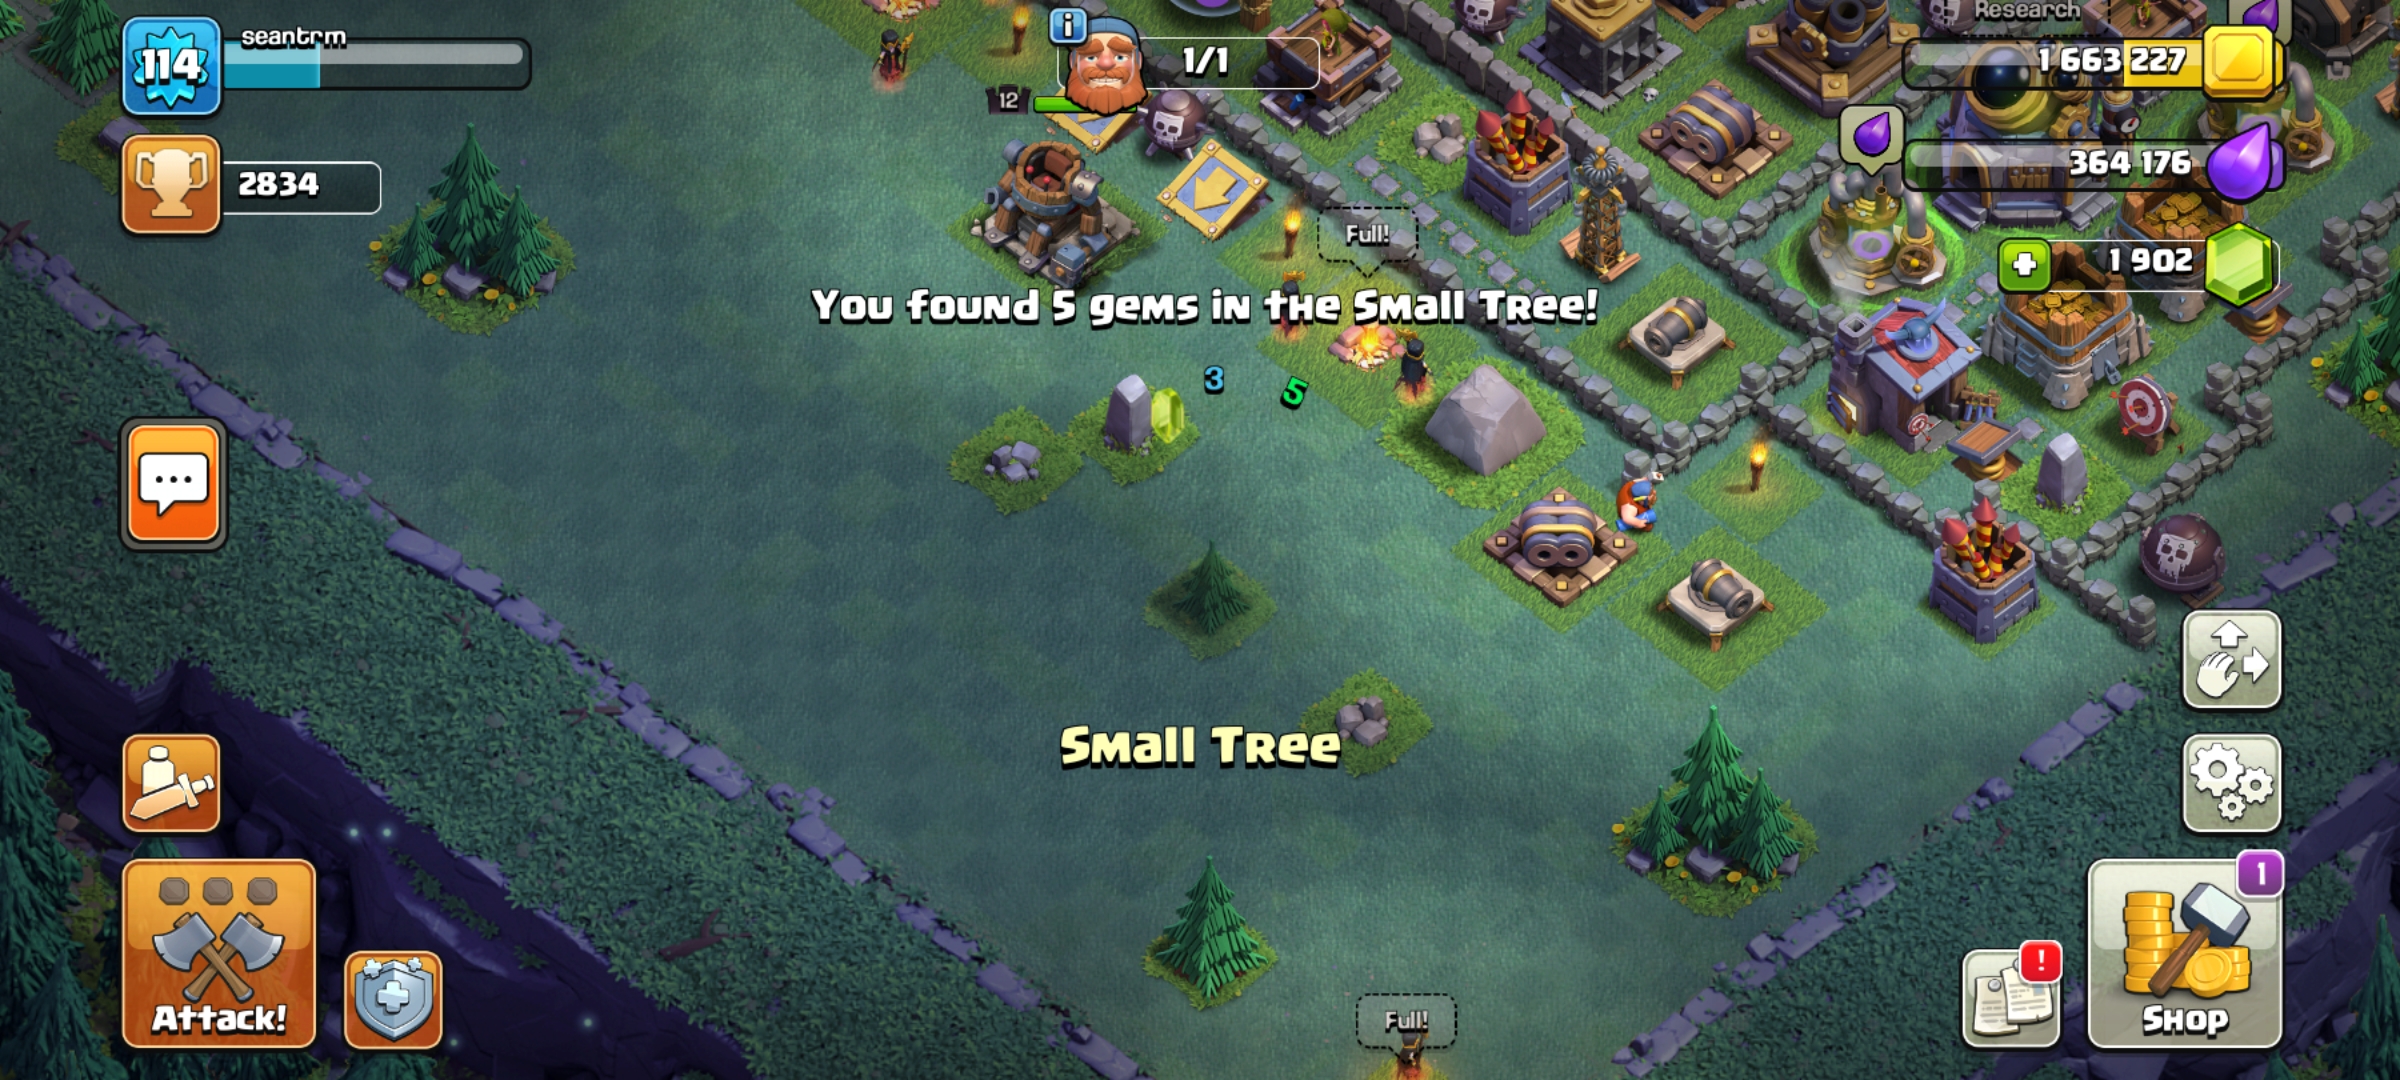 114
seantrm
1/1
Research
1 663 227
12
2834
364 176
Full!
1 902
VIII
You found 5 gems in the Small Tree!
3
5
Small Tree
1
!
Attack!
Full!
Shop